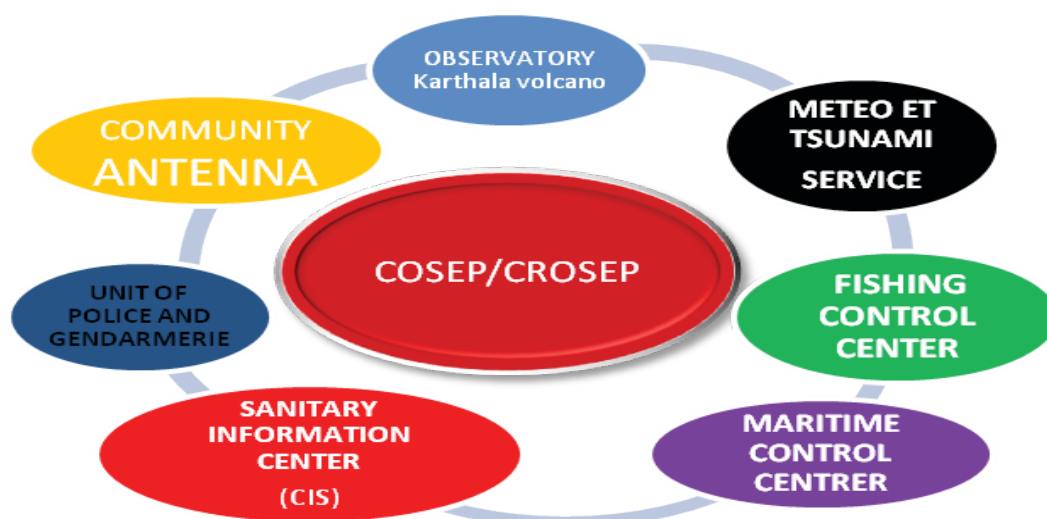 OBSERVATORY
Karthala volcano
METEO ET
TSUNAMI
SERVICE
FISHING
CONTROL
CENTER
MARITIME
CONTROL
CENTRER
SANITARY
INFORMATION
CENTER
(CIS)
UNIT OF
POLICE AND
GENDARMERIE
COMMUNITY
ANTENNA
COSEP/CROSEP